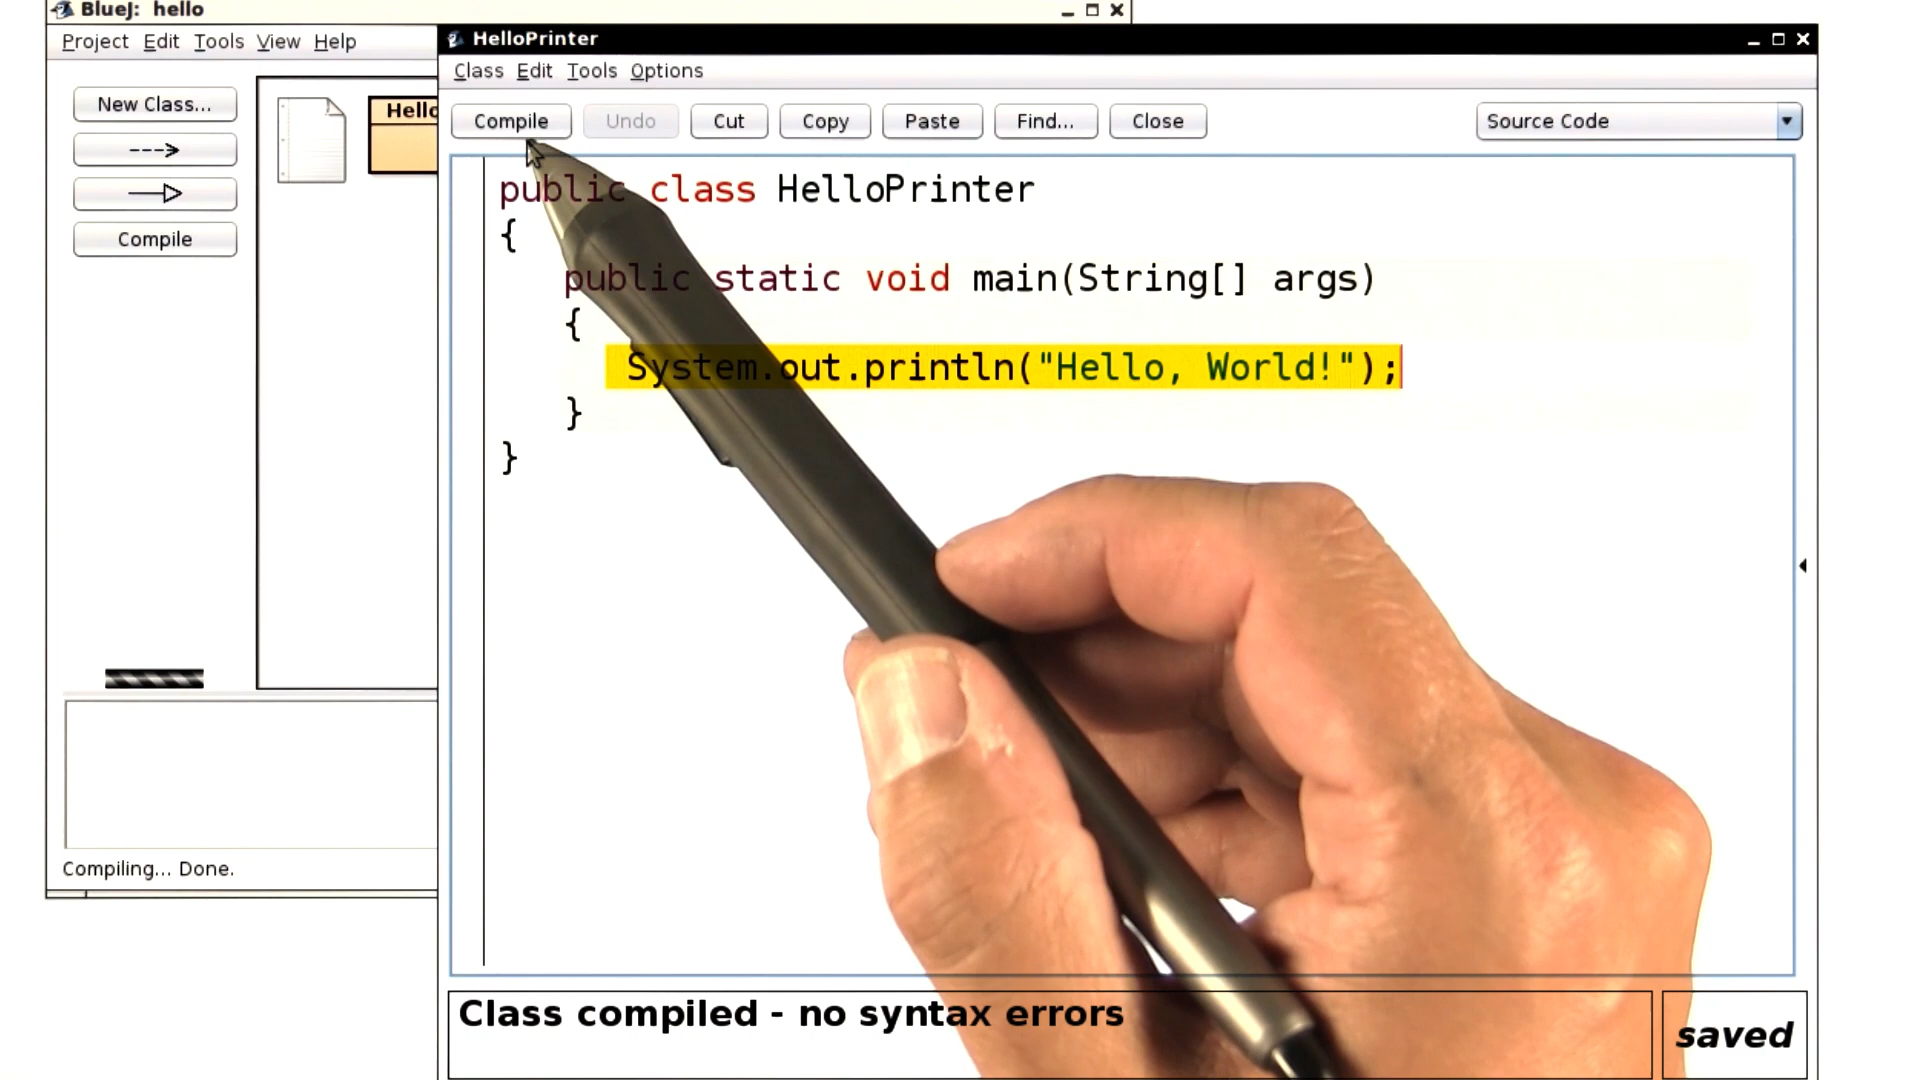 BlueJ: hello
Project Edit Tools View Help
New Class...
Compile
Hello
Compiling... Done.
HelloPrinter
Class Edit Tools Options
Compile Undo Cut Copy Paste Find... Close Source Code
public class HelloPrinter
{
public static void main(String[] args)
{
System.out.println("Hello, World!");
}
}
Class compiled - no syntax errors
saved